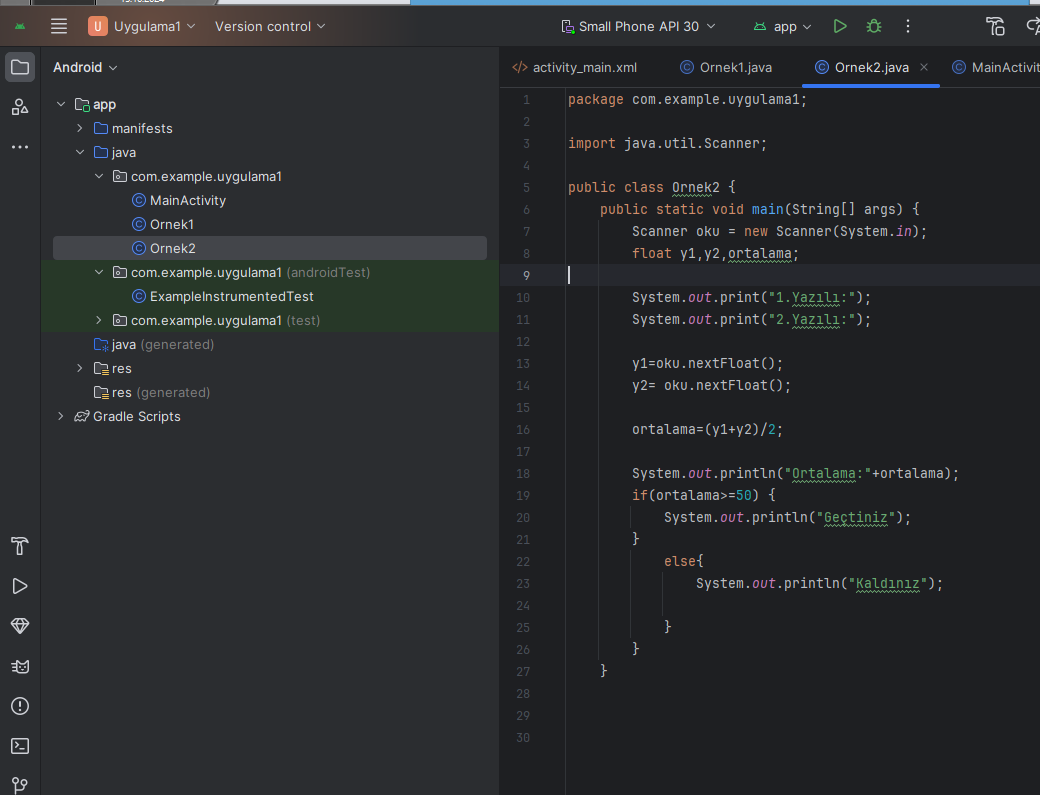 Uygulama1
Version control
Small Phone API 30
app
Android
activity_main.xml
Ornek1.java
Ornek2.java
app
manifests
java
com.example.uygulama1
MainActivity
Ornek1
Ornek2
com.example.uygulama1 (androidTest)
ExampleInstrumentedTest
com.example.uygulama1 (test)
java (generated)
res
res (generated)
Gradle Scripts
1 package com.example.uygulama1;
2
3 import java.util.Scanner;
4
5 public class Ornek2 {
6 public static void main(String[] args) {
7 Scanner oku = new Scanner(System.in);
8 float y1,y2,ortalama;
9
10 System.out.print("1.Yazılı:");
11 System.out.print("2.Yazılı:");
12
13 y1=oku.nextFloat();
14 y2= oku.nextFloat();
15
16 ortalama=(y1+y2)/2;
17
18 System.out.println("Ortalama:"+ortalama);
19 if(ortalama>=50) {
20 System.out.println("Geçtiniz");
21 }
22 else{
23 System.out.println("Kaldınız");
24
25 }
26 }
27 }
28
29
30